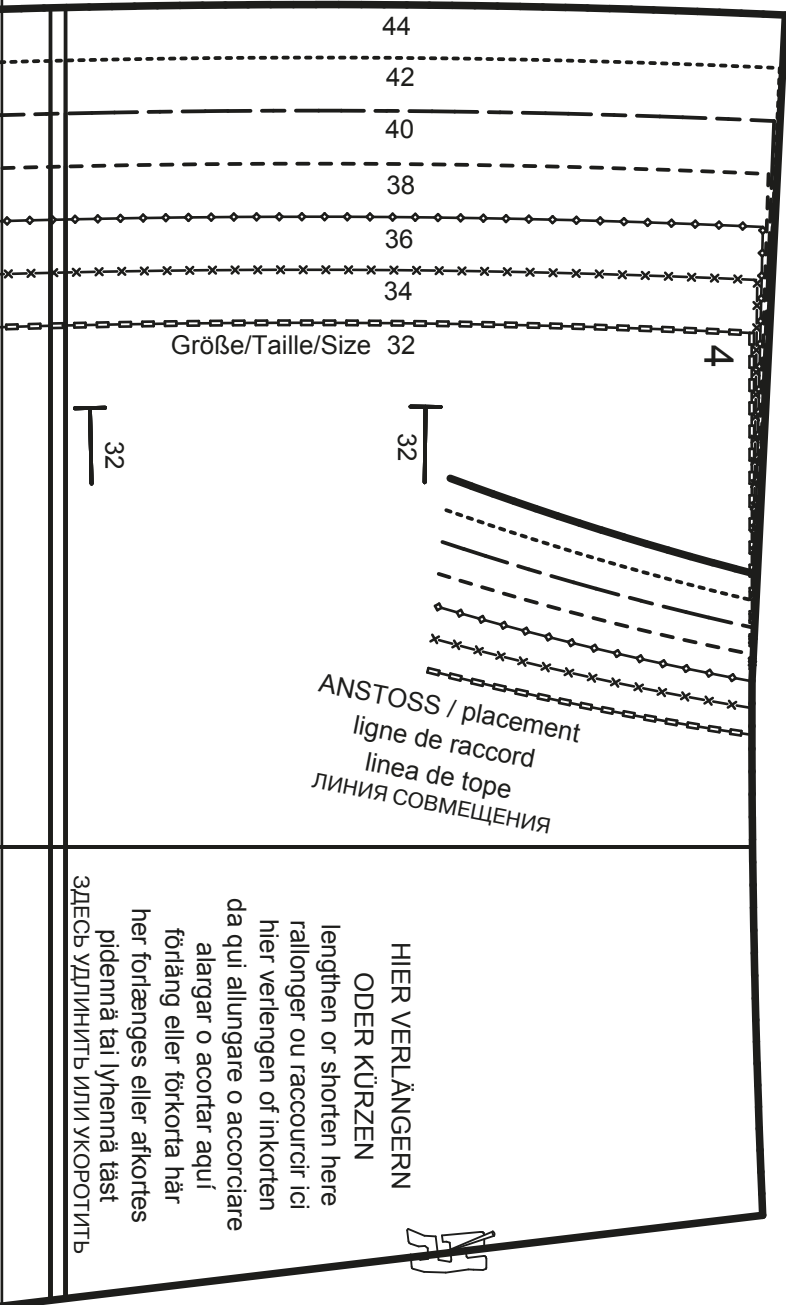 44
42
40
38
36
34
Größe/Taille/Size 32
4
32
32
ANSTOSS / placement
ligne de raccord
linea de tope
ЛИНИЯ СОВМЕЩЕНИЯ
HIER VERLÄNGERN
ODER KÜRZEN
lengthen or shorten here
rallonger ou raccourcir ici
hier verlengen of inkorten
da qui allungare o accorciare
alargar o acortar aquí
förläng eller förkorta här
her forlænges eller afkortes
pidennä tai lyhennä täst
ЗДЕСЬ УДЛИНИТЬ ИЛИ УКОРОТИТЬ